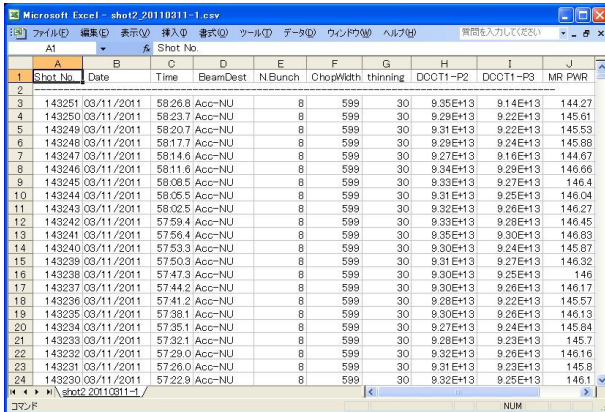 Microsoft Excel - shot2_20110311-1.csv
ファイル(F) 編集(E) 表示(V) 挿入(I) 書式(O) ツール(T) データ(D) ウィンドウ(W) ヘルプ(H) 質問を入力してください
A1 fx Shot No.
A B C D E F G H I J
1 Shot No. Date Time BeamDest N.Bunch ChopWidth thinning DCCT1-P2 DCCT1-P3 MR PWR
2 ----------------------------------------
3 143251 03/11/2011 58:26.8 Acc-NU 8 599 30 9.35E+13 9.14E+13 144.27
4 143250 03/11/2011 58:23.7 Acc-NU 8 599 30 9.29E+13 9.22E+13 145.61
5 143249 03/11/2011 58:20.7 Acc-NU 8 599 30 9.31E+13 9.22E+13 145.53
6 143248 03/11/2011 58:17.7 Acc-NU 8 599 30 9.29E+13 9.24E+13 145.88
7 143247 03/11/2011 58:14.6 Acc-NU 8 599 30 9.27E+13 9.16E+13 144.67
8 143246 03/11/2011 58:11.6 Acc-NU 8 599 30 9.34E+13 9.29E+13 146.66
9 143245 03/11/2011 58:08.5 Acc-NU 8 599 30 9.33E+13 9.27E+13 146.4
10 143244 03/11/2011 58:05.5 Acc-NU 8 599 30 9.31E+13 9.25E+13 146.04
11 143243 03/11/2011 58:02.5 Acc-NU 8 599 30 9.32E+13 9.26E+13 146.27
12 143242 03/11/2011 57:59.4 Acc-NU 8 599 30 9.33E+13 9.28E+13 146.45
13 143241 03/11/2011 57:56.4 Acc-NU 8 599 30 9.35E+13 9.30E+13 146.83
14 143240 03/11/2011 57:53.3 Acc-NU 8 599 30 9.30E+13 9.24E+13 145.87
15 143239 03/11/2011 57:50.3 Acc-NU 8 599 30 9.31E+13 9.27E+13 146.32
16 143238 03/11/2011 57:47.3 Acc-NU 8 599 30 9.30E+13 9.25E+13 146
17 143237 03/11/2011 57:44.2 Acc-NU 8 599 30 9.30E+13 9.26E+13 146.17
18 143236 03/11/2011 57:41.2 Acc-NU 8 599 30 9.28E+13 9.22E+13 145.57
19 143235 03/11/2011 57:38.1 Acc-NU 8 599 30 9.30E+13 9.26E+13 146.13
20 143234 03/11/2011 57:35.1 Acc-NU 8 599 30 9.27E+13 9.24E+13 145.84
21 143233 03/11/2011 57:32.1 Acc-NU 8 599 30 9.28E+13 9.23E+13 145.7
22 143232 03/11/2011 57:29.0 Acc-NU 8 599 30 9.32E+13 9.26E+13 146.16
23 143231 03/11/2011 57:26.0 Acc-NU 8 599 30 9.31E+13 9.23E+13 145.8
24 143230 03/11/2011 57:22.9 Acc-NU 8 599 30 9.32E+13 9.25E+13 146.1
shot2_20110311-1
コマンド NUM